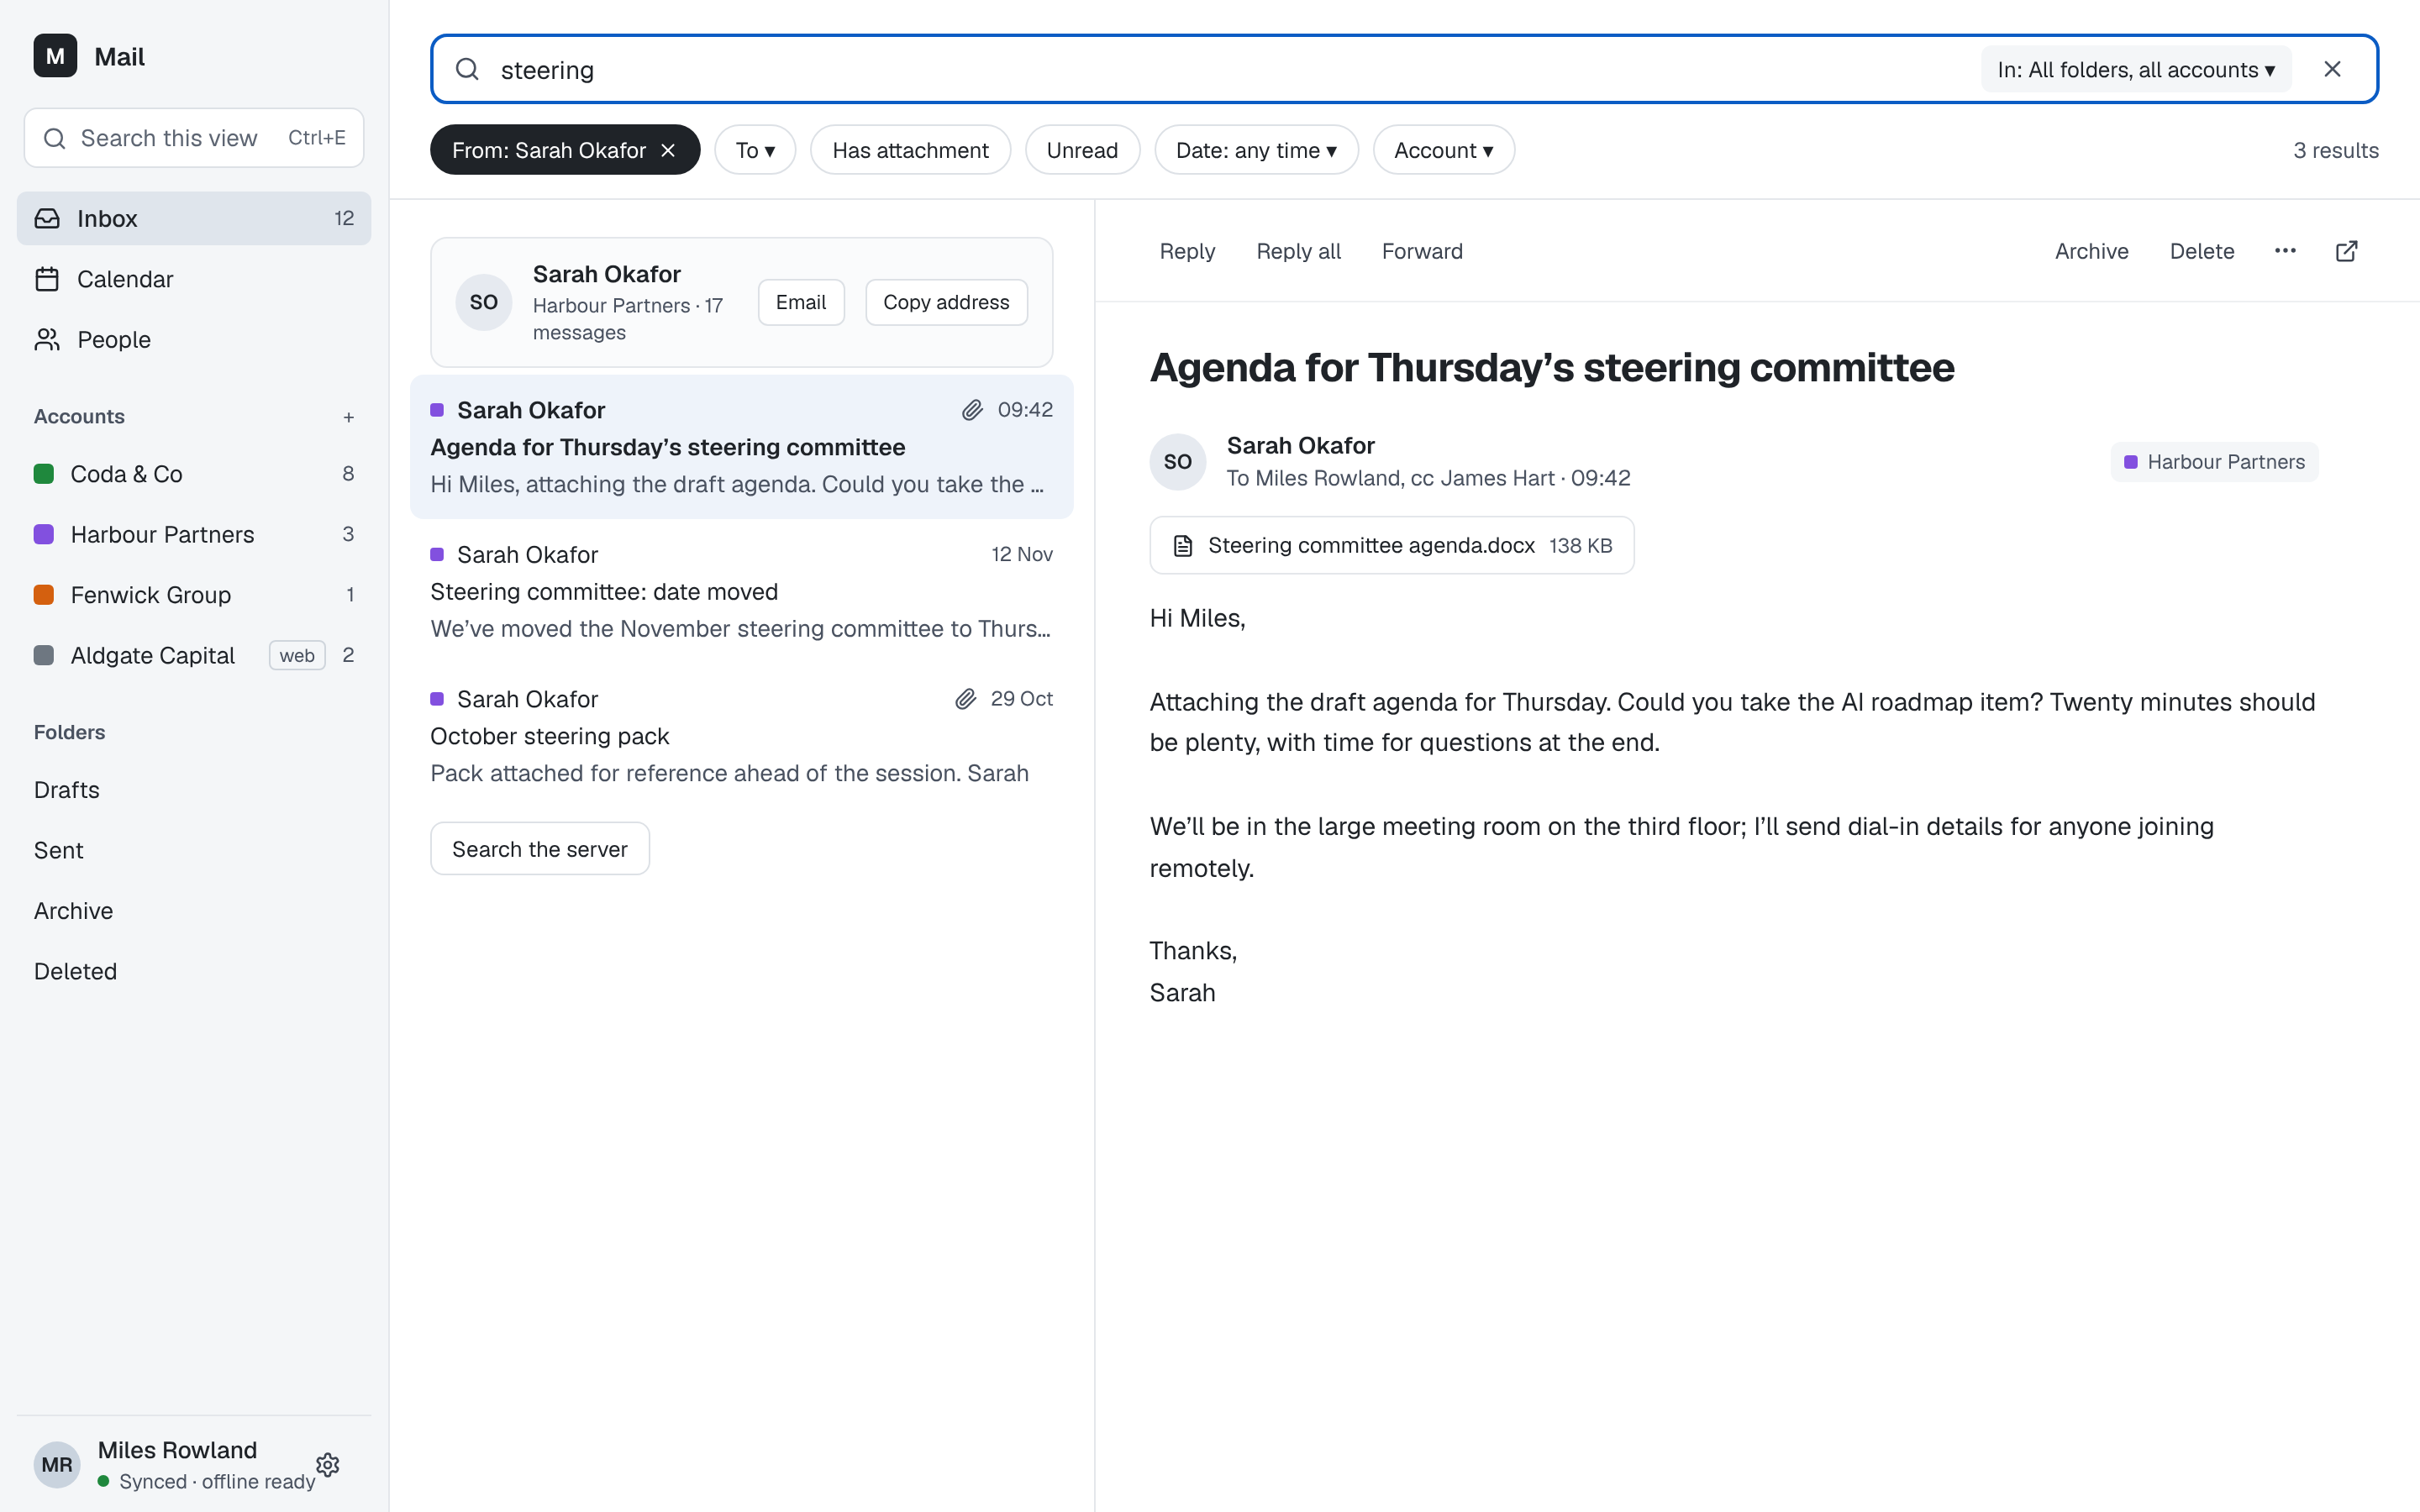 M Mail
Search this view Ctrl+E
Inbox 12
Calendar
People
Accounts +
Coda & Co 8
Harbour Partners 3
Fenwick Group 1
Aldgate Capital web 2
Folders
Drafts
Sent
Archive
Deleted
MR Miles Rowland
Synced · offline ready
steering In: All folders, all accounts ▾
From: Sarah Okafor To ▾ Has attachment Unread Date: any time ▾ Account ▾ 3 results
SO Sarah Okafor
Harbour Partners · 17
messages
Email Copy address
Sarah Okafor 09:42
Agenda for Thursday’s steering committee
Hi Miles, attaching the draft agenda. Could you take the …
Sarah Okafor 12 Nov
Steering committee: date moved
We’ve moved the November steering committee to Thurs…
Sarah Okafor 29 Oct
October steering pack
Pack attached for reference ahead of the session. Sarah
Search the server
Reply Reply all Forward Archive Delete
Agenda for Thursday’s steering committee
SO Sarah Okafor
To Miles Rowland, cc James Hart · 09:42
Harbour Partners
Steering committee agenda.docx 138 KB
Hi Miles,
Attaching the draft agenda for Thursday. Could you take the AI roadmap item? Twenty minutes should
be plenty, with time for questions at the end.
We’ll be in the large meeting room on the third floor; I’ll send dial-in details for anyone joining
remotely.
Thanks,
Sarah